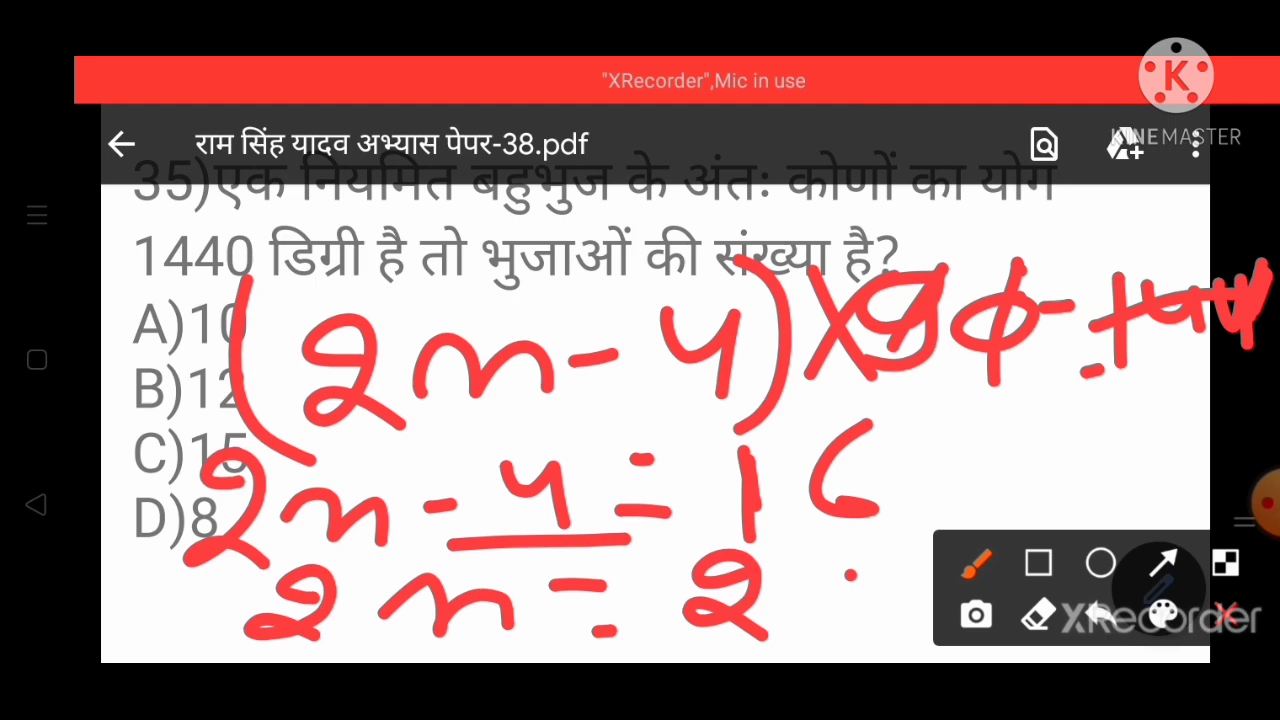 "XRecorder",Mic in use
K
KINEMASTER
राम सिंह यादव अभ्यास पेपर-38.pdf
35)एक नियमित बहुभुज के अंतः कोणों का योग
1440 डिग्री है तो भुजाओं की संख्या है?
A)10
B)12
C)15
D)8
(2n-4)×90=1440
2n-4=16
2n=2
XRecorder